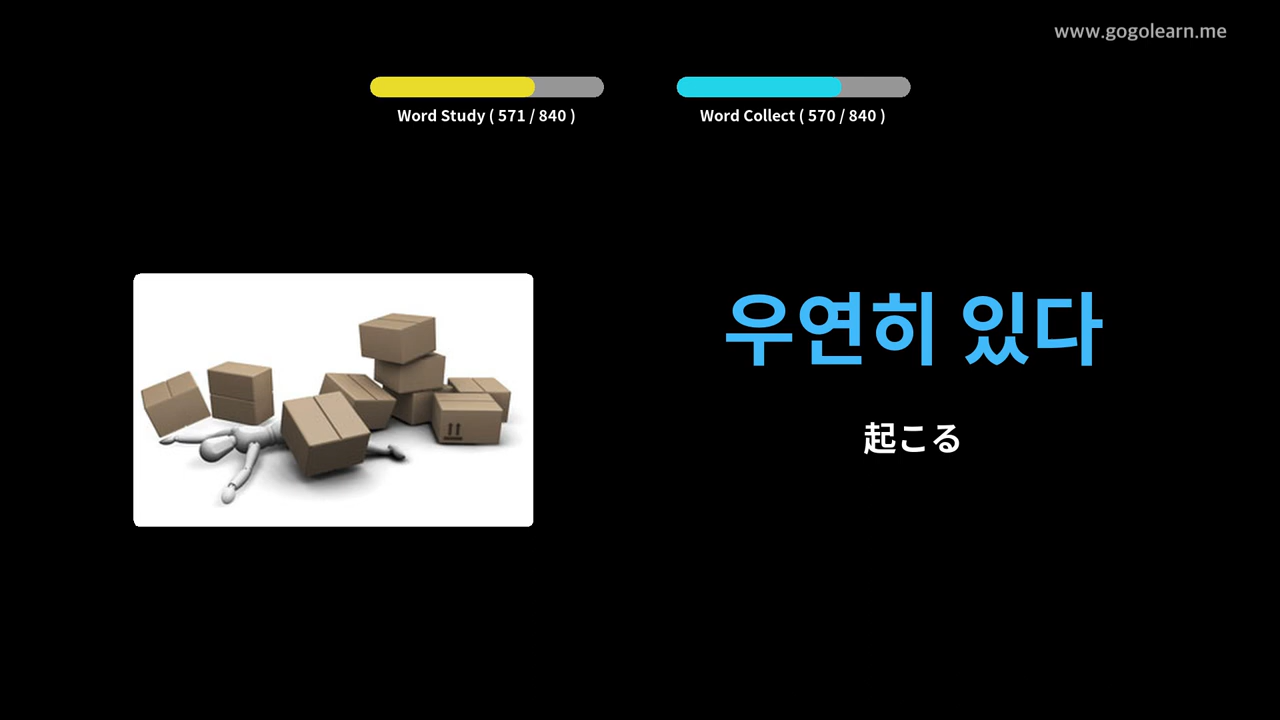 www.gogolearn.me
Word Study ( 571 / 840 )
Word Collect ( 570 / 840 )
우연히 있다
起こる